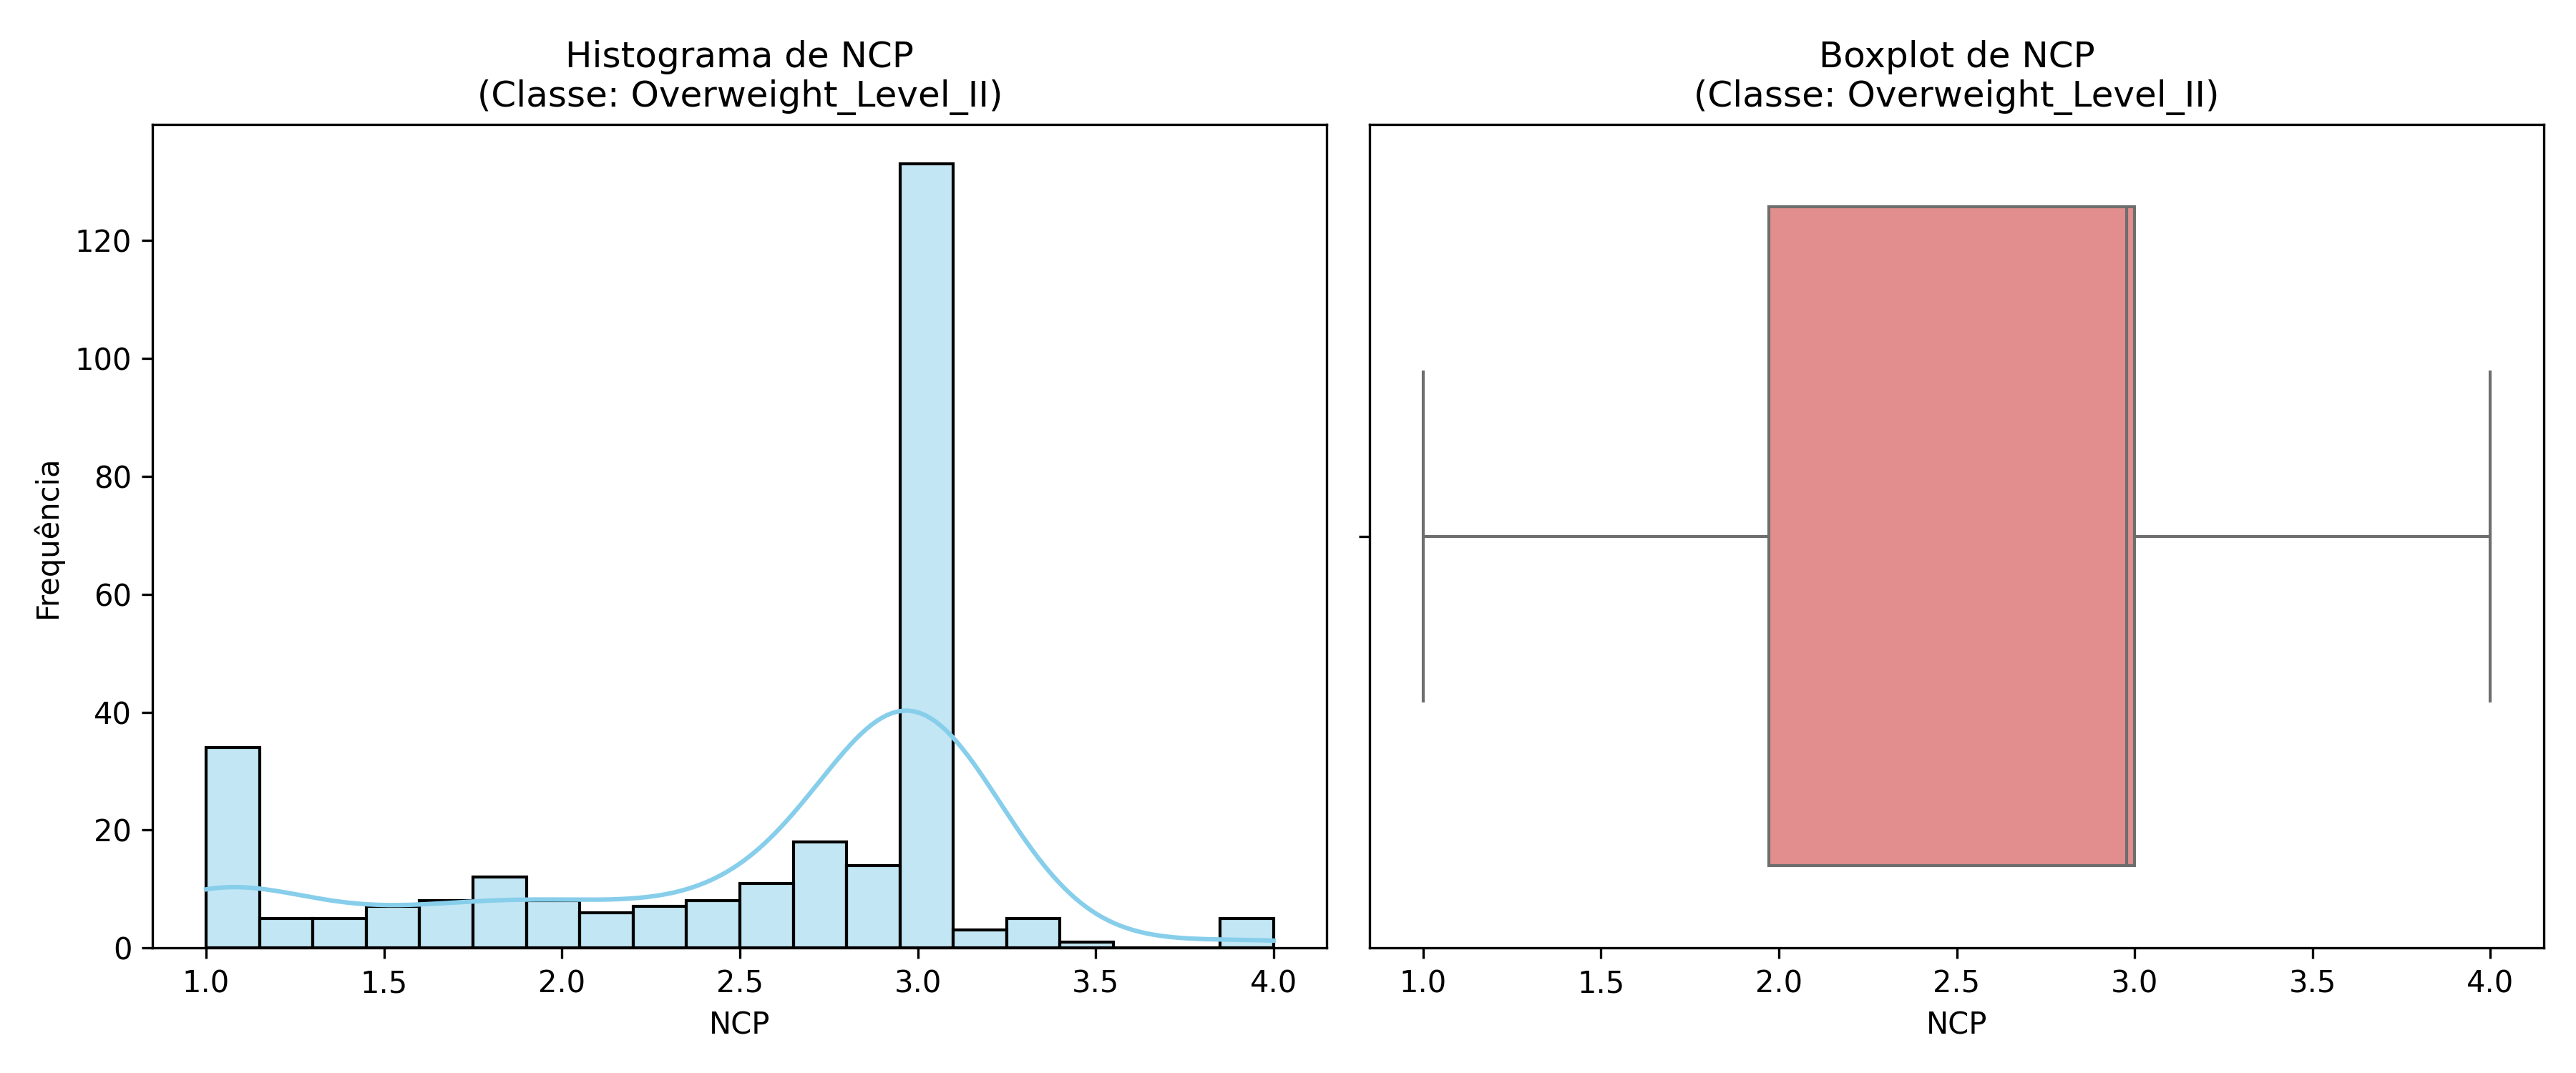 Histograma de NCP
(Classe: Overweight_Level_II)
Frequência
120
100
80
60
40
20
0
1.0 1.5 2.0 2.5 3.0 3.5 4.0
NCP
Boxplot de NCP
(Classe: Overweight_Level_II)
1.0 1.5 2.0 2.5 3.0 3.5 4.0
NCP